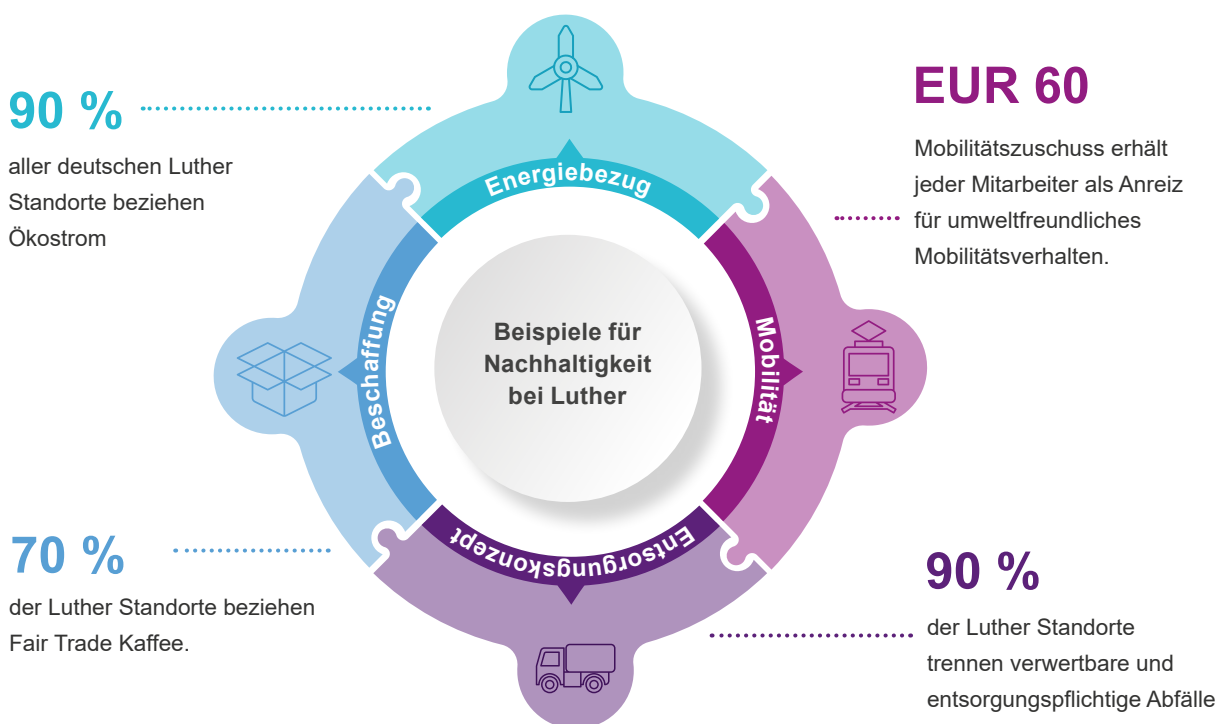 90 %
aller deutschen Luther
Standorte beziehen
Ökostrom
EUR 60
Mobilitätszuschuss erhält
jeder Mitarbeiter als Anreiz
für umweltfreundliches
Mobilitätsverhalten.
Energiebezug
Beschaffung
Beispiele für
Nachhaltigkeit
bei Luther
Mobilität
Entsorgungskonzept
70 %
der Luther Standorte beziehen
Fair Trade Kaffee.
90 %
der Luther Standorte
trennen verwertbare und
entsorgungspflichtige Abfälle